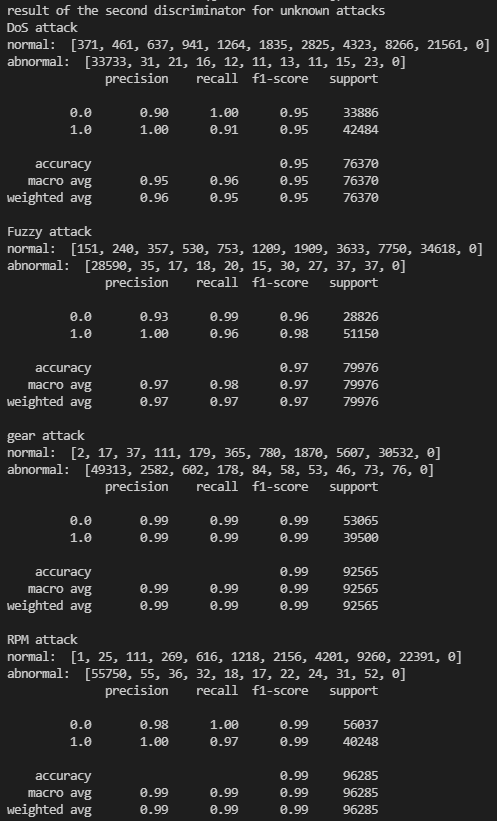 result of the second discriminator for unknown attacks
DoS attack
normal:  [371, 461, 637, 941, 1264, 1835, 2825, 4323, 8266, 21561, 0]
abnormal:  [33733, 31, 21, 16, 12, 11, 13, 11, 15, 23, 0]
              precision    recall  f1-score   support

         0.0       0.90      1.00      0.95     33886
         1.0       1.00      0.91      0.95     42484

    accuracy                           0.95     76370
   macro avg       0.95      0.96      0.95     76370
weighted avg       0.96      0.95      0.95     76370

Fuzzy attack
normal:  [151, 240, 357, 530, 753, 1209, 1909, 3633, 7750, 34618, 0]
abnormal:  [28590, 35, 17, 18, 20, 15, 30, 27, 37, 37, 0]
              precision    recall  f1-score   support

         0.0       0.93      0.99      0.96     28826
         1.0       1.00      0.96      0.98     51150

    accuracy                           0.97     79976
   macro avg       0.97      0.98      0.97     79976
weighted avg       0.97      0.97      0.97     79976

gear attack
normal:  [2, 17, 37, 111, 179, 365, 780, 1870, 5607, 30532, 0]
abnormal:  [49313, 2582, 602, 178, 84, 58, 53, 46, 73, 76, 0]
              precision    recall  f1-score   support

         0.0       0.99      0.99      0.99     53065
         1.0       0.99      0.99      0.99     39500

    accuracy                           0.99     92565
   macro avg       0.99      0.99      0.99     92565
weighted avg       0.99      0.99      0.99     92565

RPM attack
normal:  [1, 25, 111, 269, 616, 1218, 2156, 4201, 9260, 22391, 0]
abnormal:  [55750, 55, 36, 32, 18, 17, 22, 24, 31, 52, 0]
              precision    recall  f1-score   support

         0.0       0.98      1.00      0.99     56037
         1.0       1.00      0.97      0.99     40248

    accuracy                           0.99     96285
   macro avg       0.99      0.99      0.99     96285
weighted avg       0.99      0.99      0.99     96285